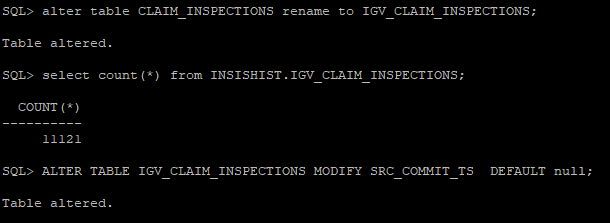 SQL> alter table CLAIM_INSPECTIONS rename to IGV_CLAIM_INSPECTIONS;
Table altered.
SQL> select count(*) from INSISHIST.IGV_CLAIM_INSPECTIONS;
COUNT(*)
----------
11121
SQL> ALTER TABLE IGV_CLAIM_INSPECTIONS MODIFY SRC_COMMIT_TS  DEFAULT null;
Table altered.